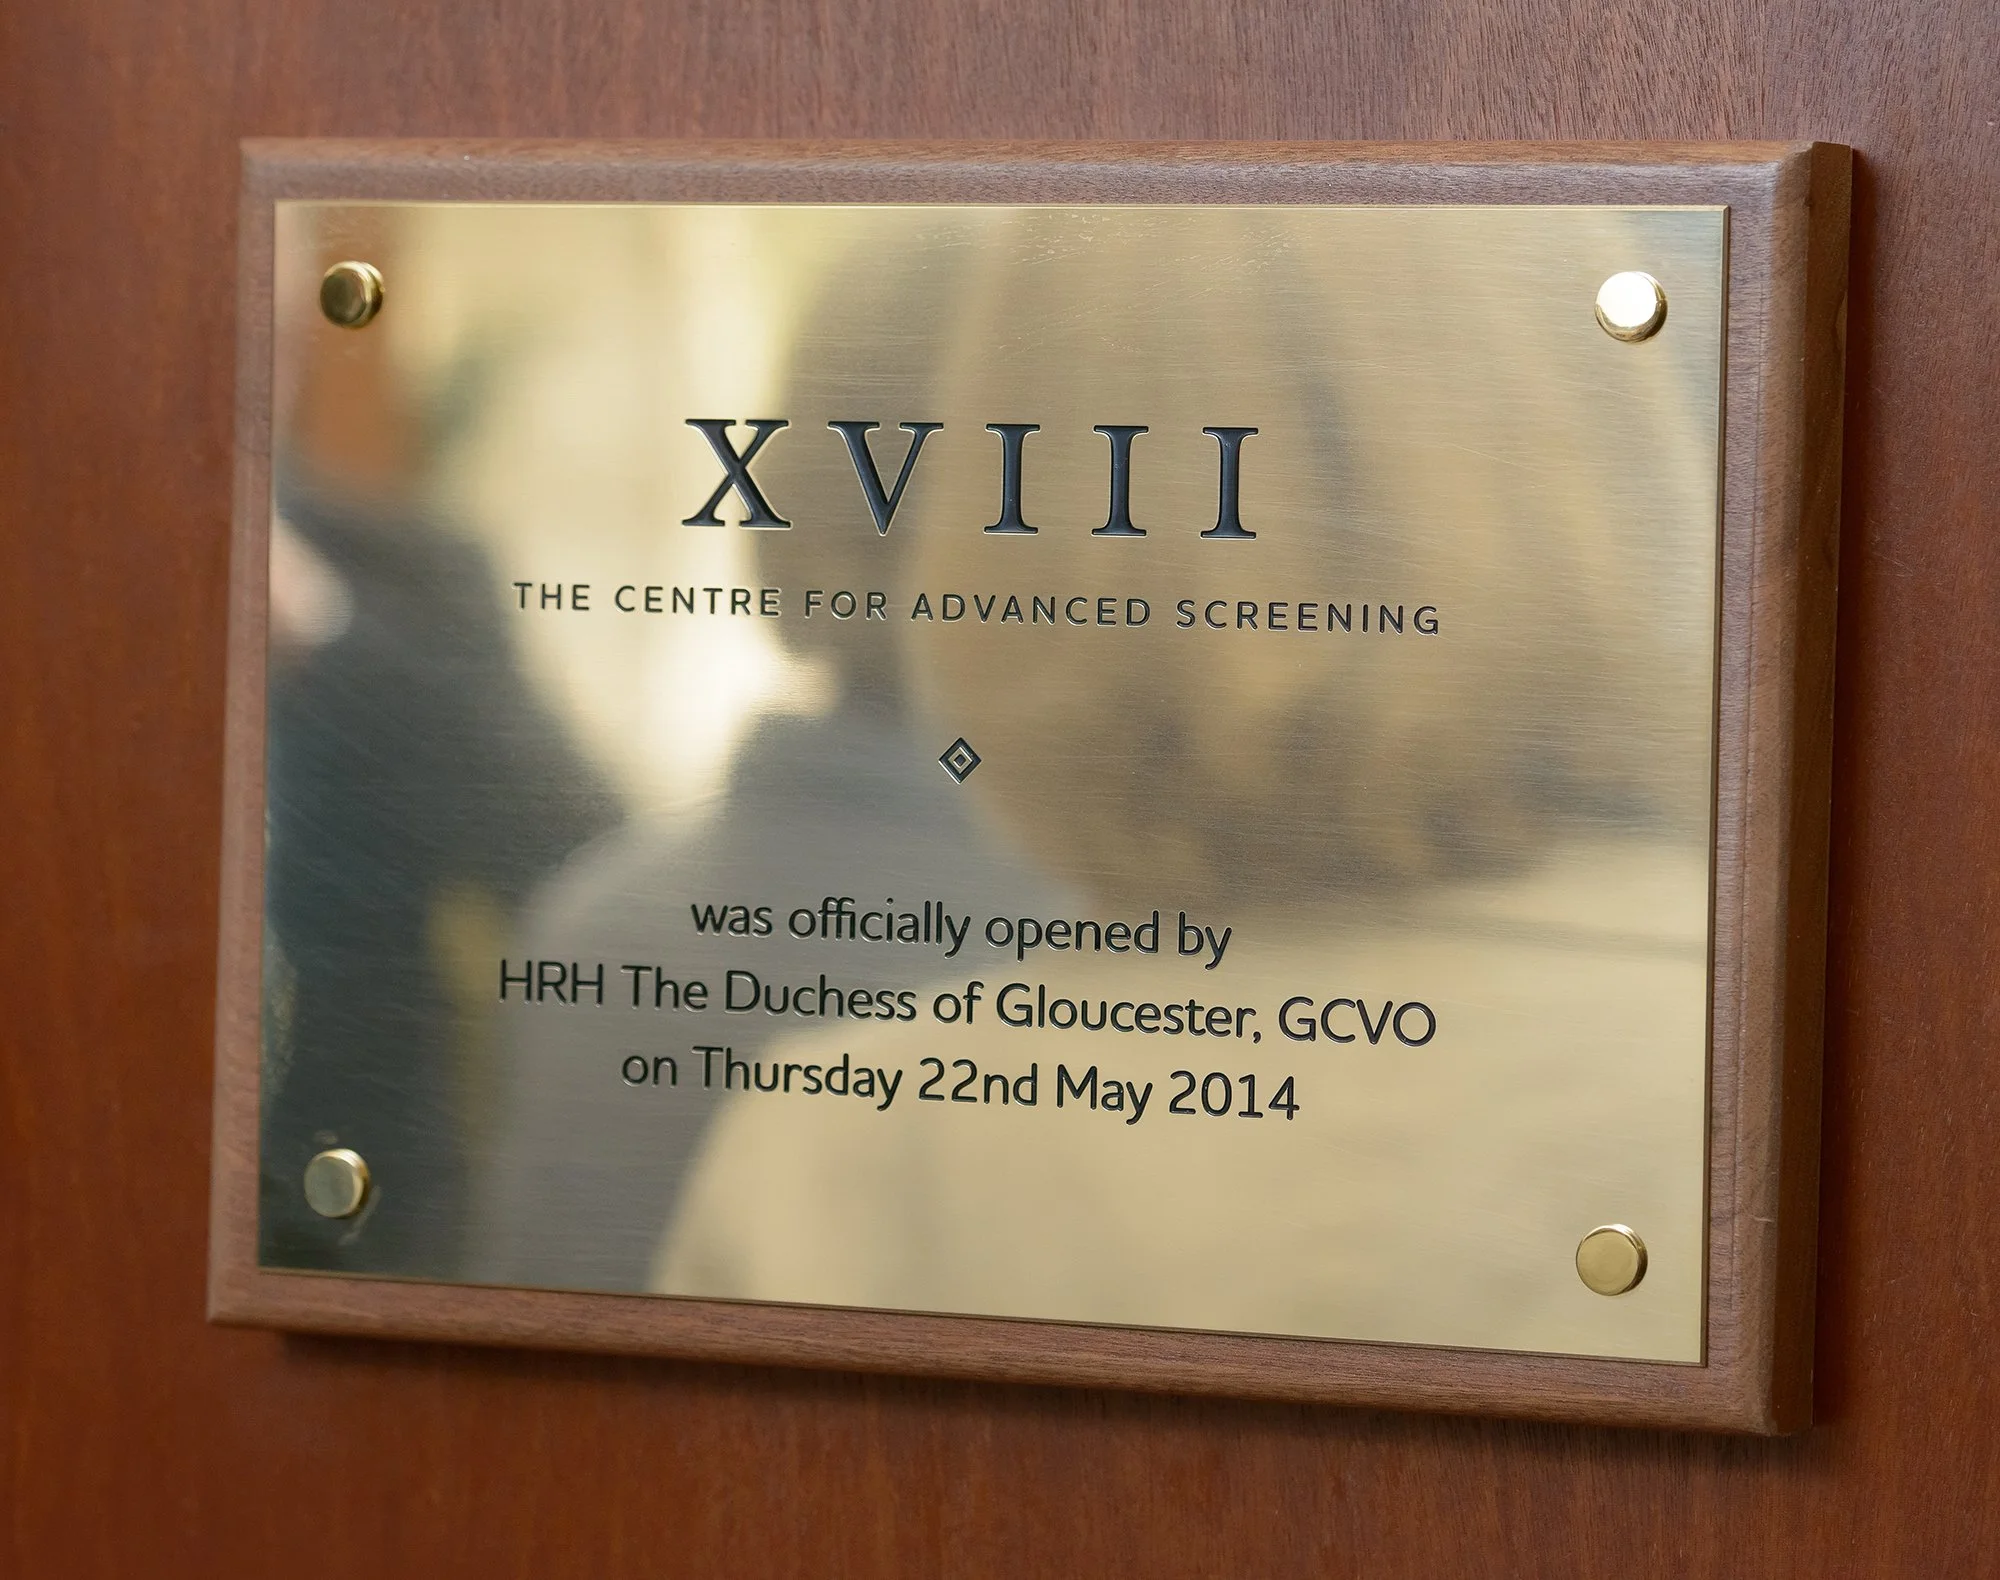 XVIII
THE CENTRE FOR ADVANCED SCREENING
was officially opened by
HRH The Duchess of Gloucester, GCVO
on Thursday 22nd May 2014